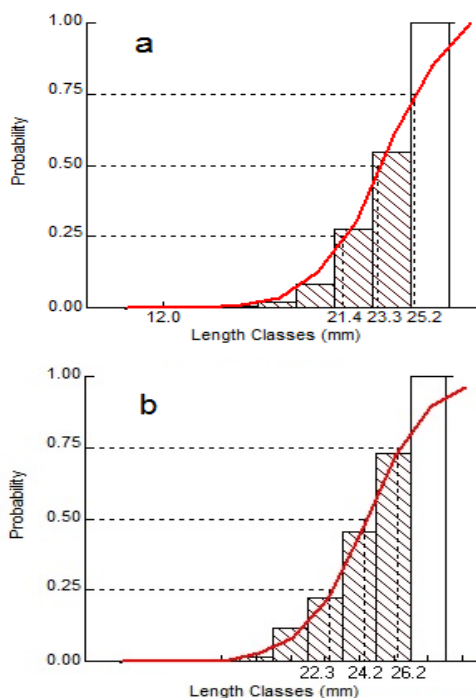 a
1.00
0.75
Probability
0.50
0.25
0.00
12.0 21.4 23.3 25.2
Length Classes (mm)
b
1.00
0.75
Probability
0.50
0.25
0.00
22.3 24.2 26.2
Length Classes (mm)